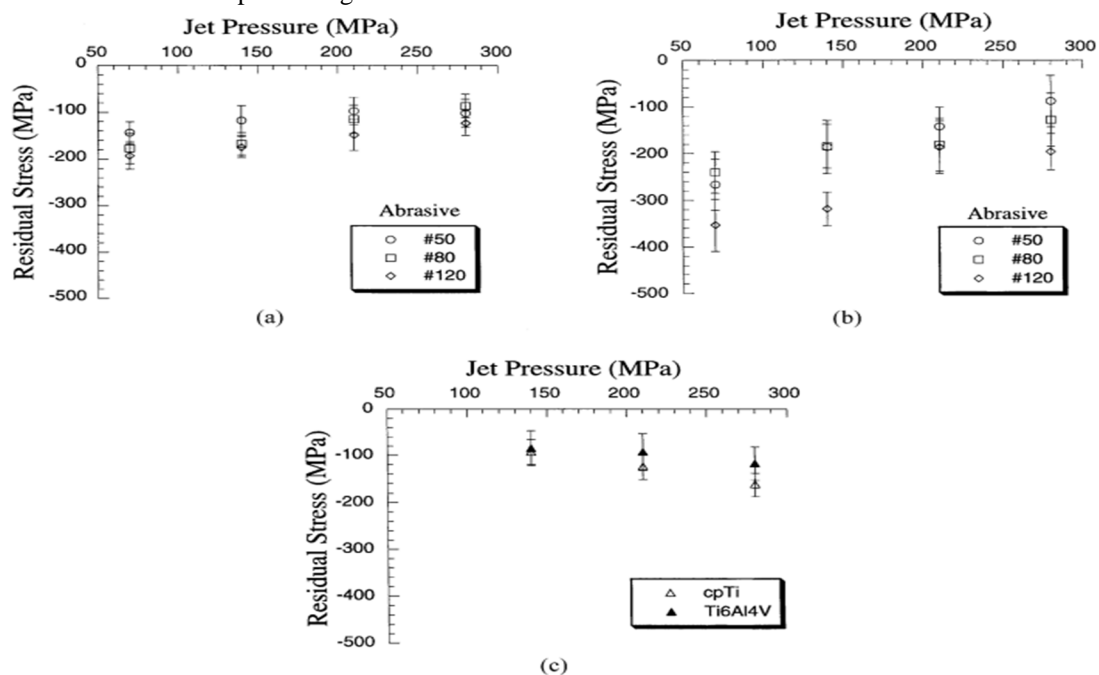 Jet Pressure (MPa)
50 100 150 200 250 300
0
-100
-200
-300
-400
-500
Residual Stress (MPa)
Abrasive
#50
#80
#120
(a)
Jet Pressure (MPa)
50 100 150 200 250 300
0
-100
-200
-300
-400
-500
Residual Stress (MPa)
Abrasive
#50
#80
#120
(b)
Jet Pressure (MPa)
50 100 150 200 250 300
0
-100
-200
-300
-400
-500
Residual Stress (MPa)
cpTi
Ti6Al4V
(c)